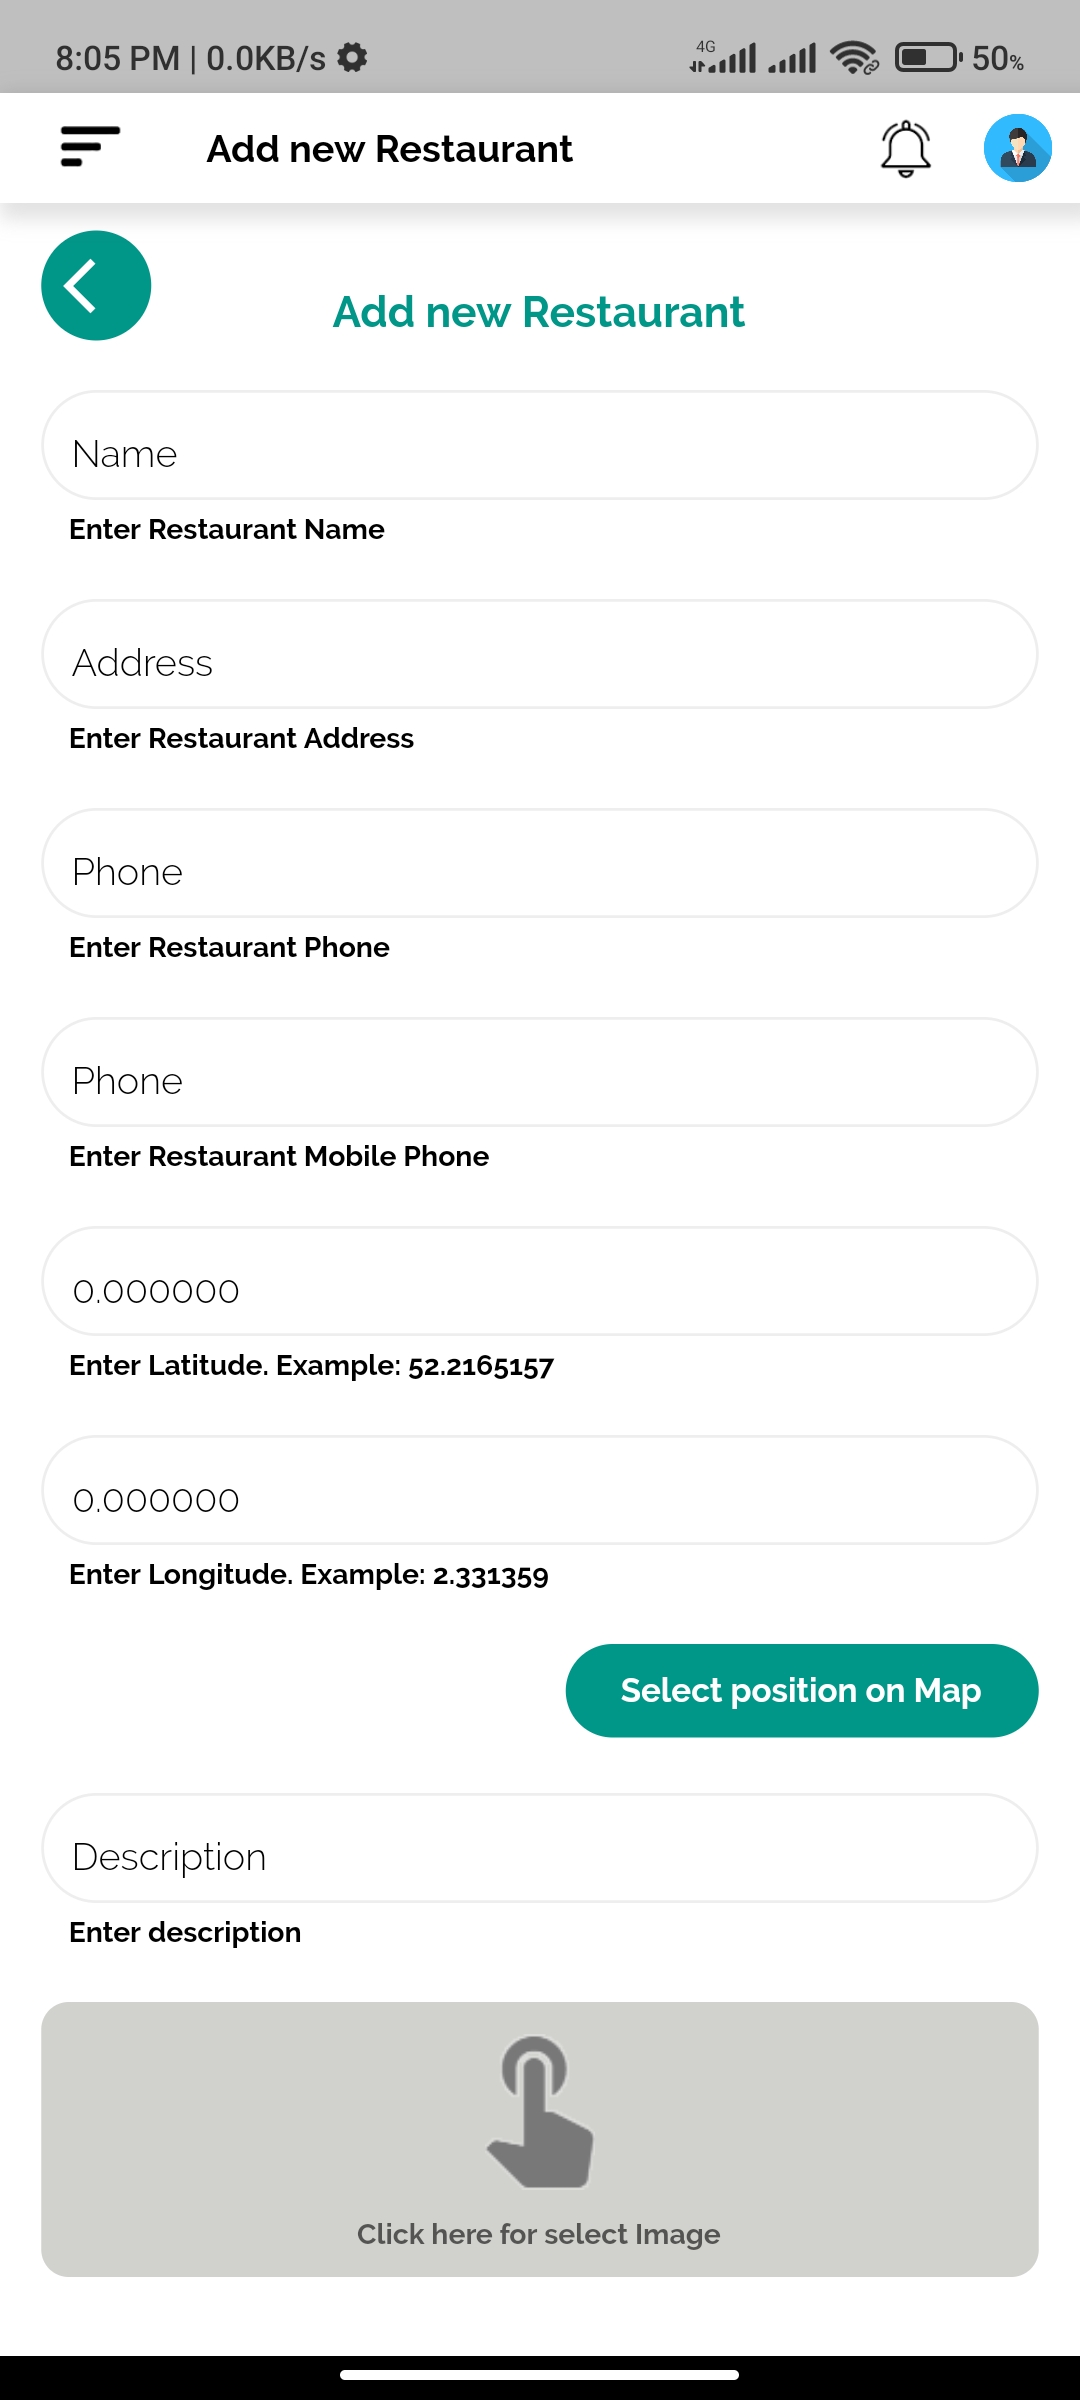 8:05 PM | 0.0KB/s 4G 50%
Add new Restaurant
Add new Restaurant
Name
Enter Restaurant Name
Address
Enter Restaurant Address
Phone
Enter Restaurant Phone
Phone
Enter Restaurant Mobile Phone
0.000000
Enter Latitude. Example: 52.2165157
0.000000
Enter Longitude. Example: 2.331359
Select position on Map
Description
Enter description
Click here for select Image